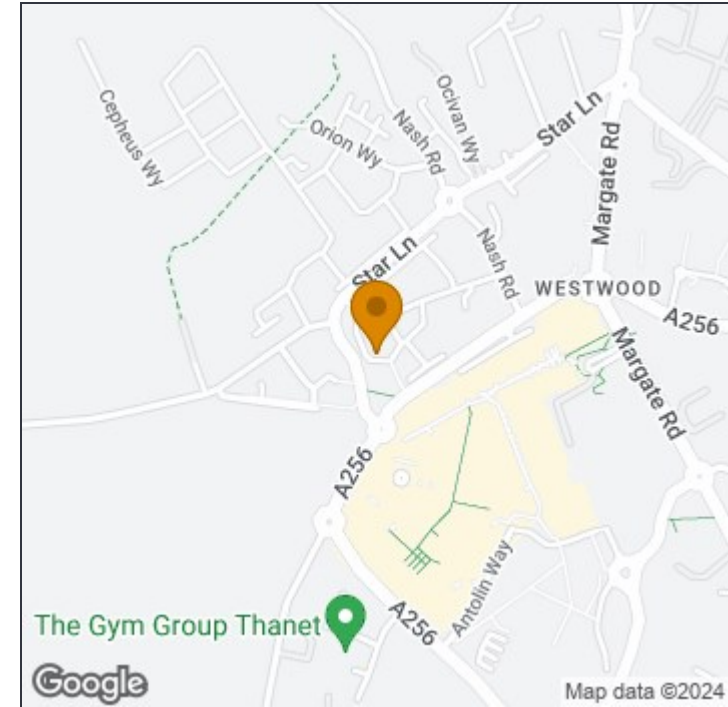 Cepheus Wy
Orion Wy
Nash Rd
Ocivan Wy
Star Ln
Margate Rd
Star Ln
Nash Rd
WESTWOOD
A256
Margate Rd
A256
Antolin Way
The Gym Group Thanet
A256
Google
Map data ©2024